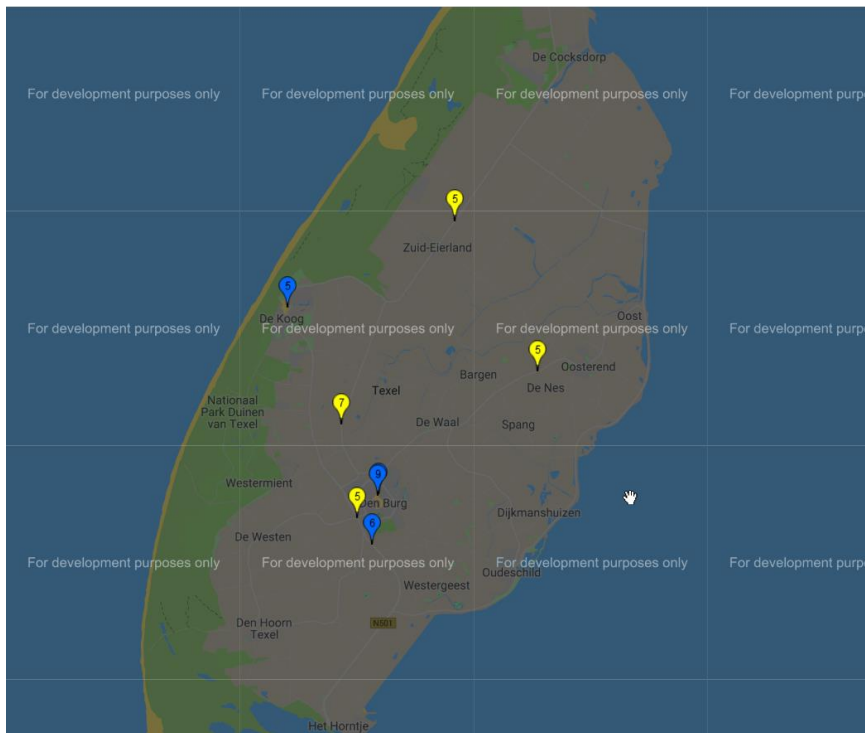 De Cocksdorp
For development purposes only
For development purposes only
For development purposes only
For development purp
5
Zuid-Eierland
5
De Koog
Oost
For development purposes only
For development purposes only
For development purposes only
For development purp
5
Oosterend
Bargen
De Nes
Texel
7
Nationaal
Park Duinen
van Texel
De Waal
Spang
9
Westermient
5
Den Burg
Dijkmanshuizen
6
De Westen
For development purposes only
For development purposes only
For development purposes only
For development purp
Oudeschild
Westergeest
Den Hoorn
Texel
N501
Het Horntje